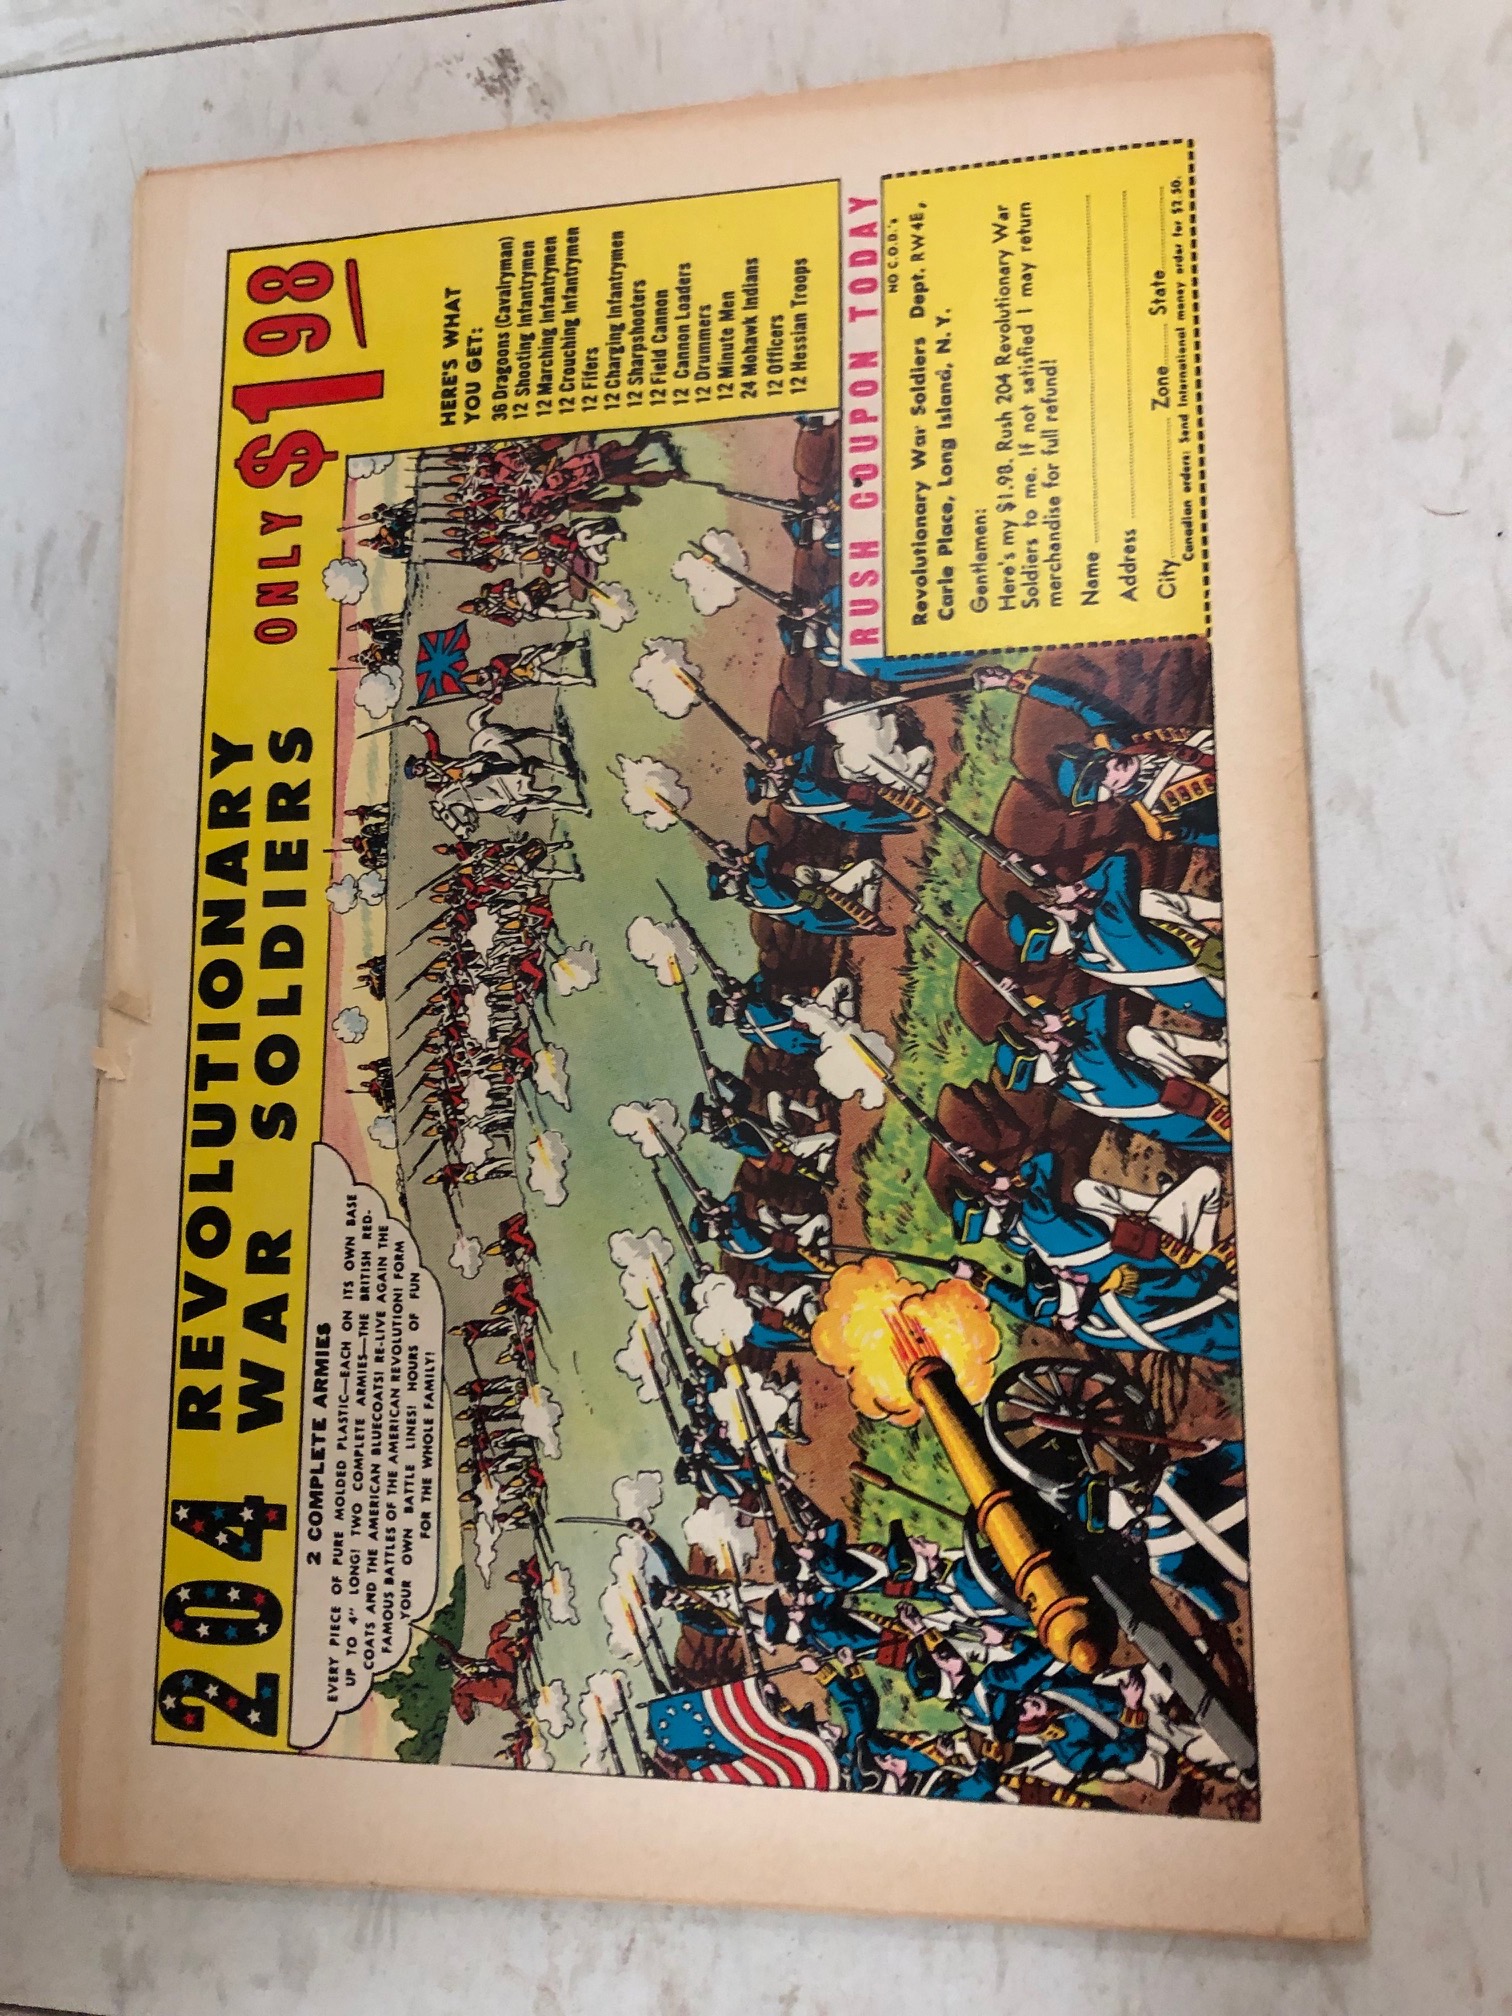 204 REVOLUTIONARY
WAR SOLDIERS ONLY $198
2 COMPLETE ARMIES
EVERY PIECE OF PURE MOLDED PLASTIC—EACH ON ITS OWN BASE
UP TO 4" LONG! TWO COMPLETE ARMIES—THE BRITISH RED-
COATS AND THE AMERICAN BLUECOATS! RE-LIVE AGAIN THE
FAMOUS BATTLES OF THE AMERICAN REVOLUTION! FORM
YOUR OWN BATTLE LINES! HOURS OF FUN
FOR THE WHOLE FAMILY!
HERE'S WHAT
YOU GET:
36 Dragoons (Cavalryman)
12 Shooting Infantrymen
12 Marching Infantrymen
12 Crouching Infantrymen
12 Fifers
12 Charging Infantrymen
12 Sharpshooters
12 Field Cannon
12 Cannon Loaders
12 Drummers
12 Minute Men
24 Mohawk Indians
12 Officers
12 Hessian Troops
RUSH COUPON TODAY
NO C.O.D.'s
Revolutionary War Soldiers Dept. RW4E,
Carle Place, Long Island, N. Y.
Gentlemen:
Here's my $1.98. Rush 204 Revolutionary War
Soldiers to me. If not satisfied I may return
merchandise for full refund!
Name
Address
City Zone State
Canadian orders: Send International money order for $2.50.